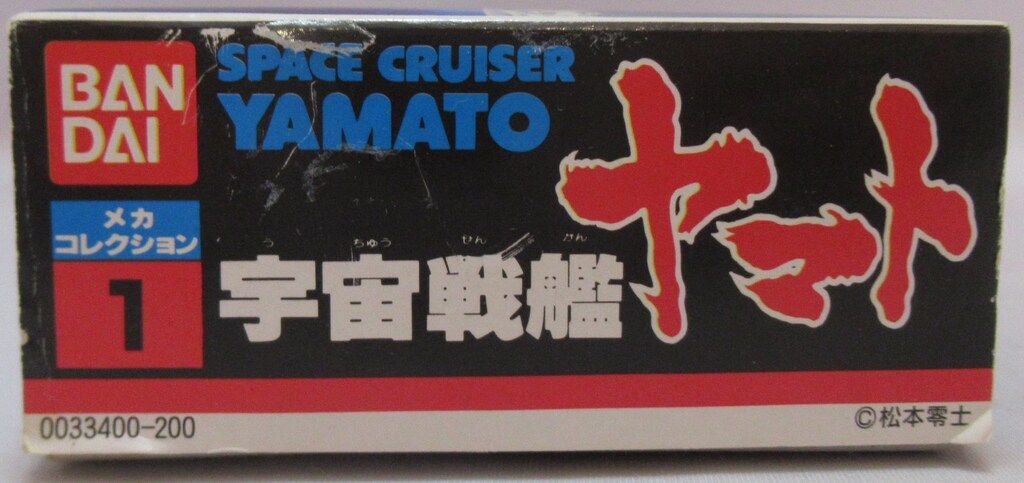 BAN
DAI
SPACE CRUISER
YAMATO
メカ
コレクション
1
う ちゅう せん かん
宇宙戦艦
ヤマト
0033400-200
©松本零士